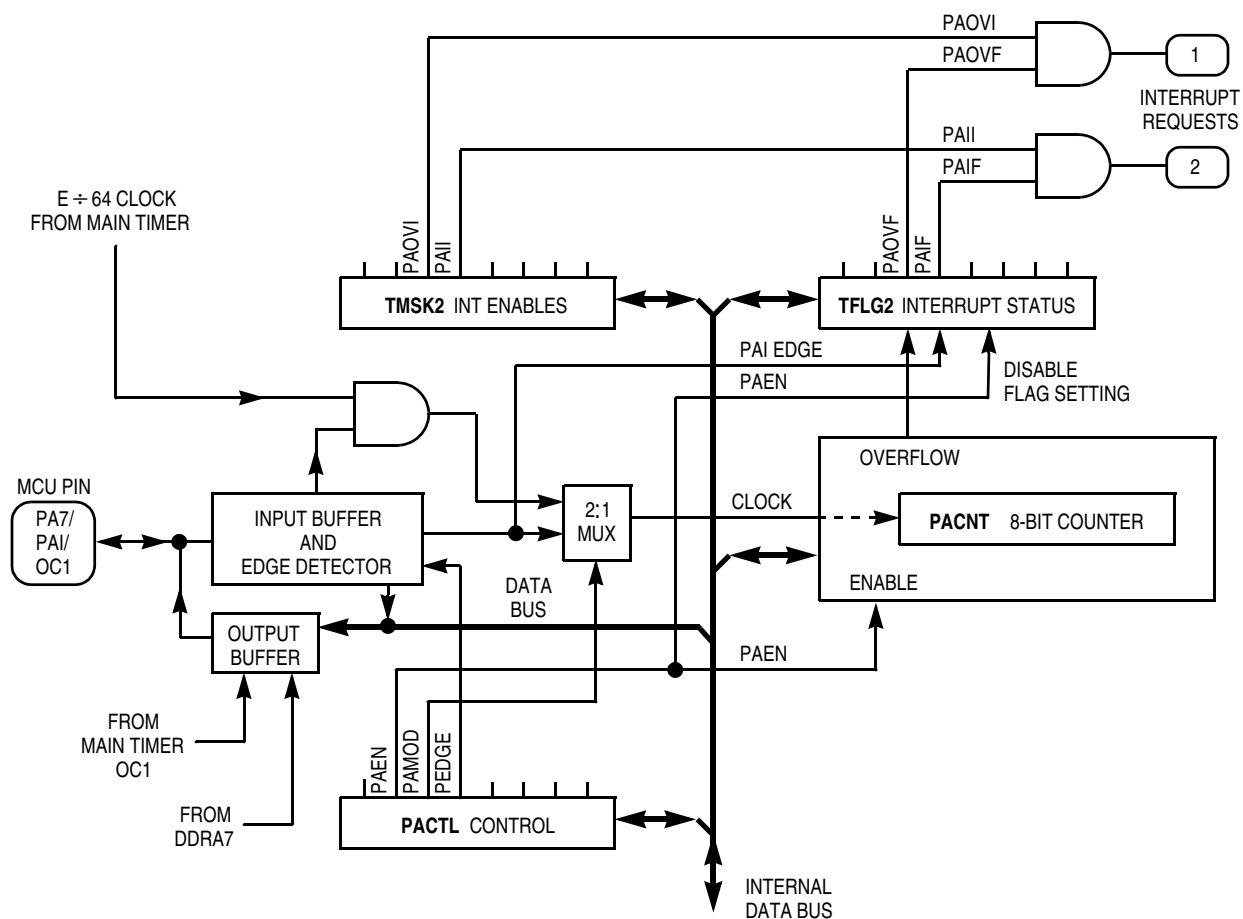 PAOVI
PAOVF
1
INTERRUPT
REQUESTS
PAII
PAIF
2
E ÷ 64 CLOCK
FROM MAIN TIMER
PAOVI
PAII
PAOVF
PAIF
TMSK2 INT ENABLES
TFLG2 INTERRUPT STATUS
PAI EDGE
PAEN
DISABLE
FLAG SETTING
OVERFLOW
MCU PIN
PA7/
PAI/
OC1
INPUT BUFFER
AND
EDGE DETECTOR
2:1
MUX
CLOCK
PACNT 8-BIT COUNTER
ENABLE
DATA
BUS
OUTPUT
BUFFER
PAEN
FROM
MAIN TIMER
OC1
FROM
DDRA7
PAEN
PAMOD
PEDGE
PACTL CONTROL
INTERNAL
DATA BUS